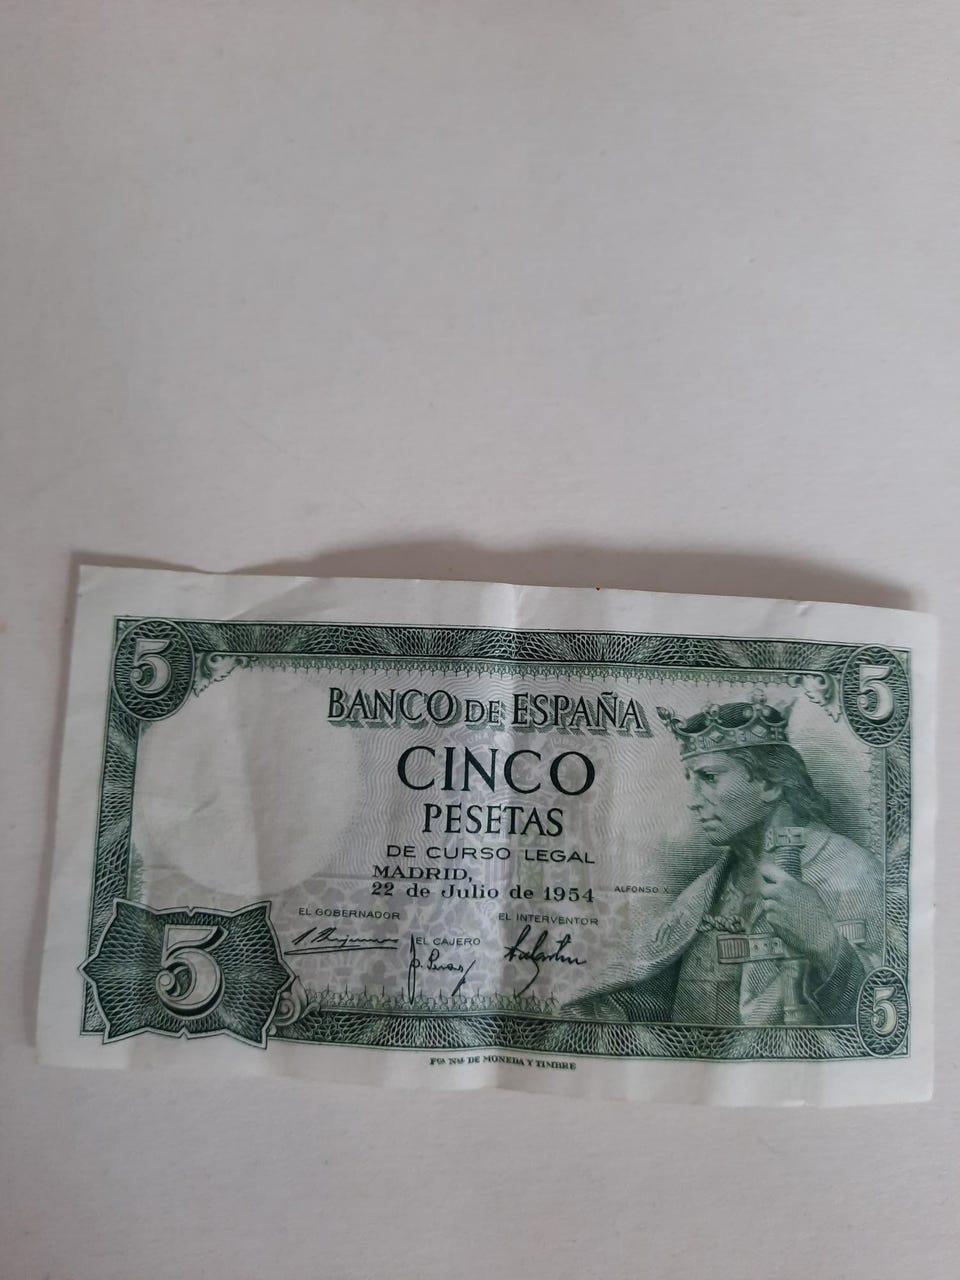 5
5
BANCO DE ESPAÑA
CINCO
PESETAS
DE CURSO LEGAL
MADRID,
22 de Julio de 1954
ALFONSO X
EL GOBERNADOR
EL INTERVENTOR
EL CAJERO
5
5
FCA NAL DE MONEDA Y TIMBRE